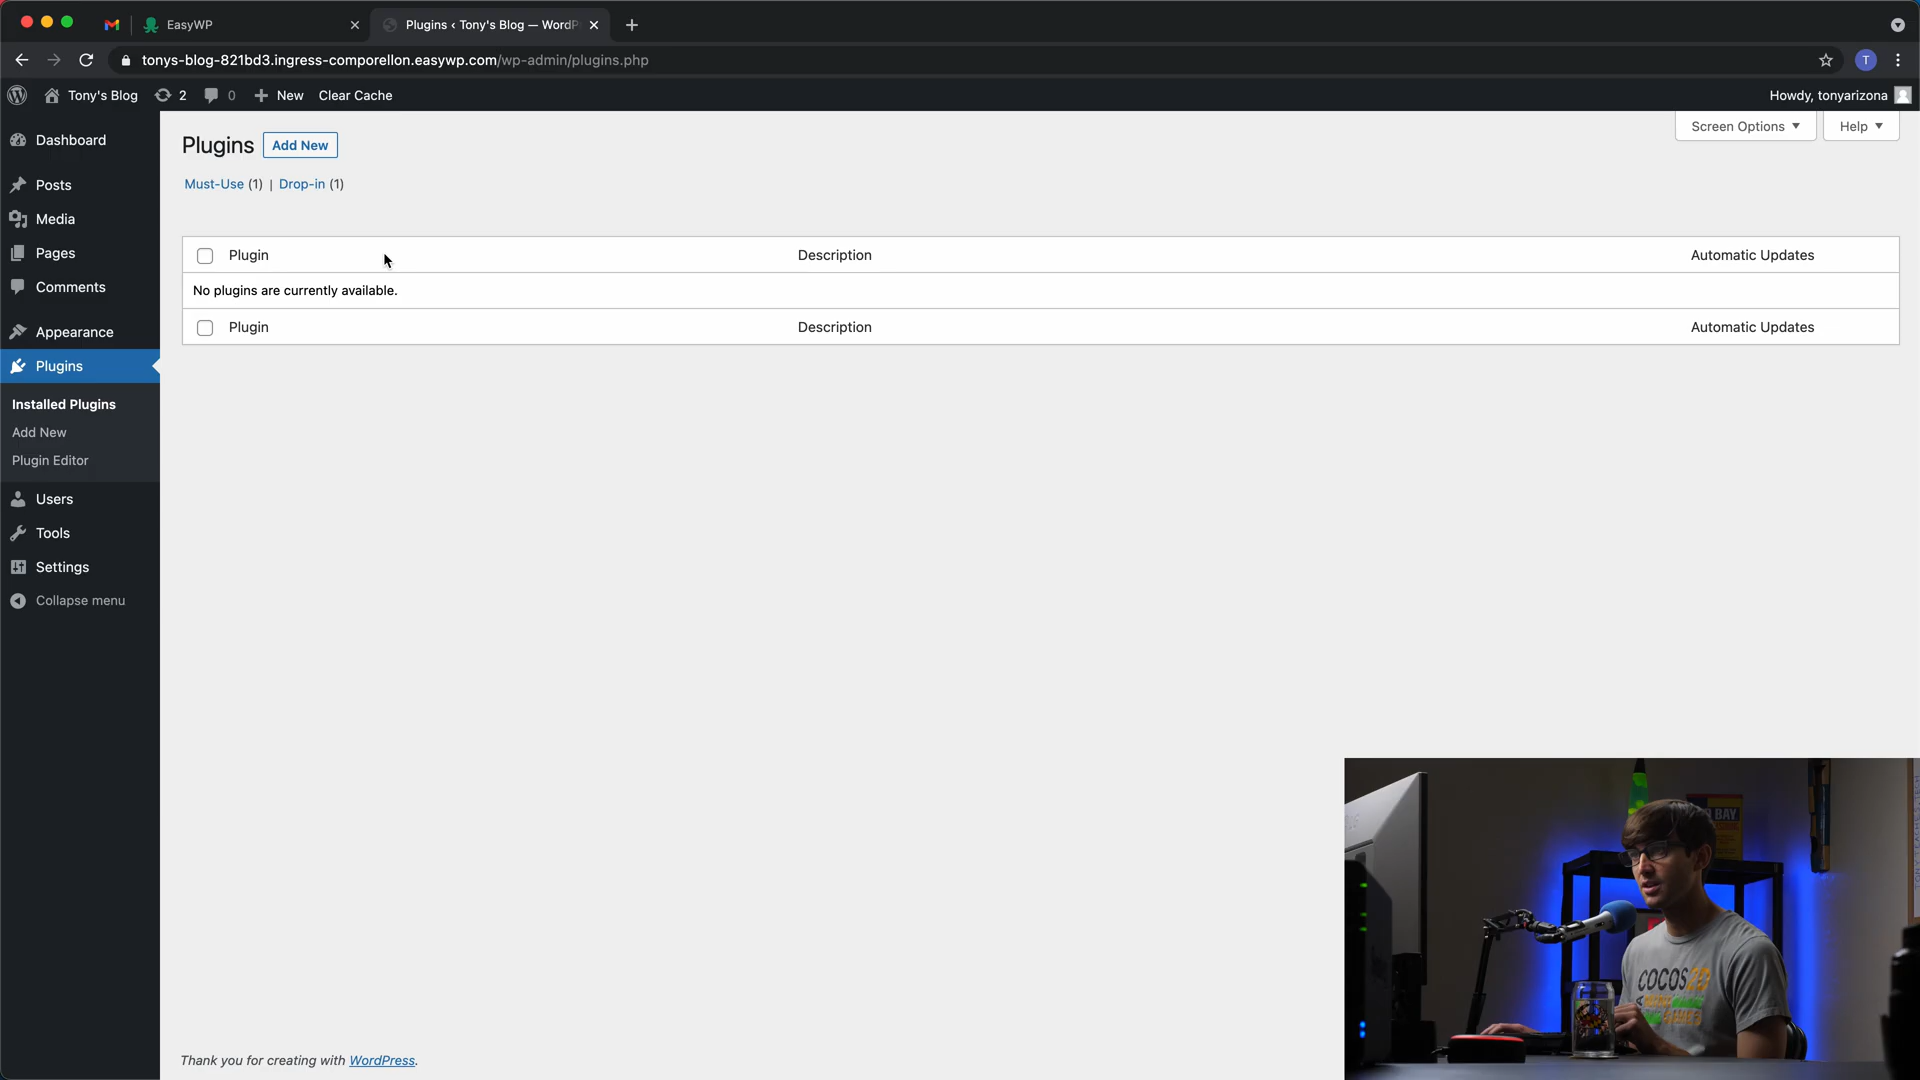 EasyWP
Plugins ‹ Tony's Blog — WordP
tonys-blog-821bd3.ingress-comporellon.easywp.com/wp-admin/plugins.php
T
Tony's Blog 2 0 New Clear Cache
Howdy, tonyarizona
Dashboard
Posts
Media
Pages
Comments
Appearance
Plugins
Installed Plugins
Add New
Plugin Editor
Users
Tools
Settings
Collapse menu
Plugins Add New
Screen Options
Help
Must-Use (1) | Drop-in (1)
Plugin Description Automatic Updates
No plugins are currently available.
Plugin Description Automatic Updates
Thank you for creating with WordPress.
BAY
COCOS2D